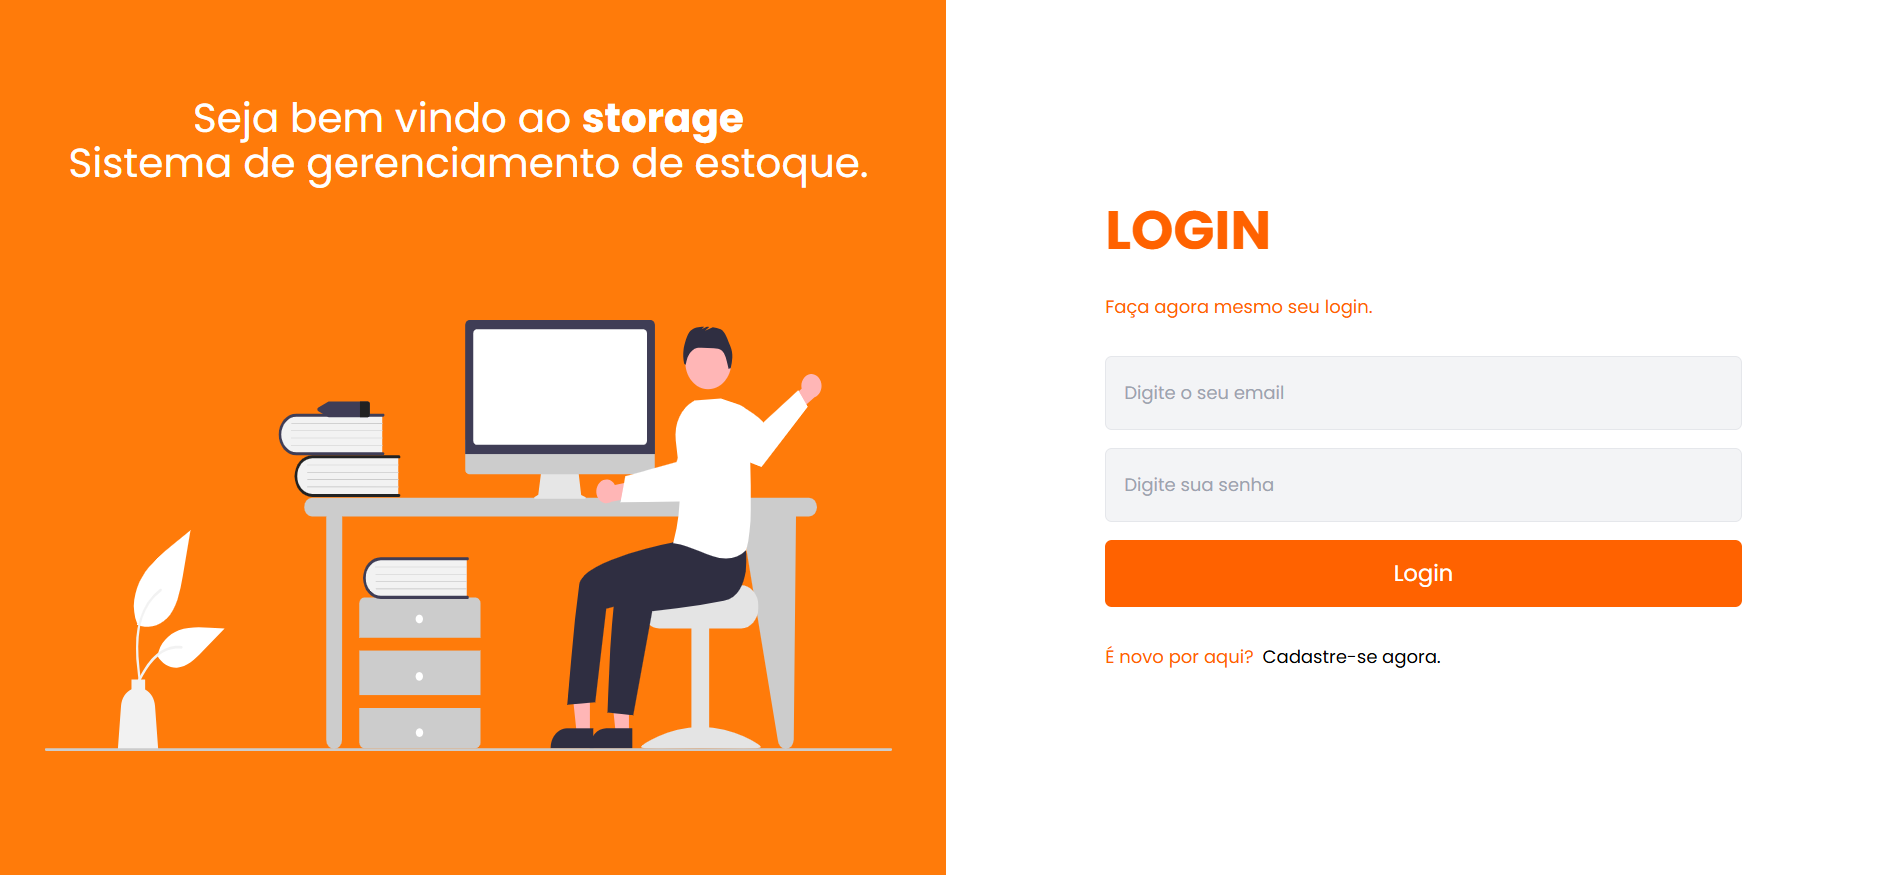 Seja bem vindo ao storage
Sistema de gerenciamento de estoque.
LOGIN
Faça agora mesmo seu login.
Digite o seu email
Digite sua senha
Login
É novo por aqui? Cadastre-se agora.